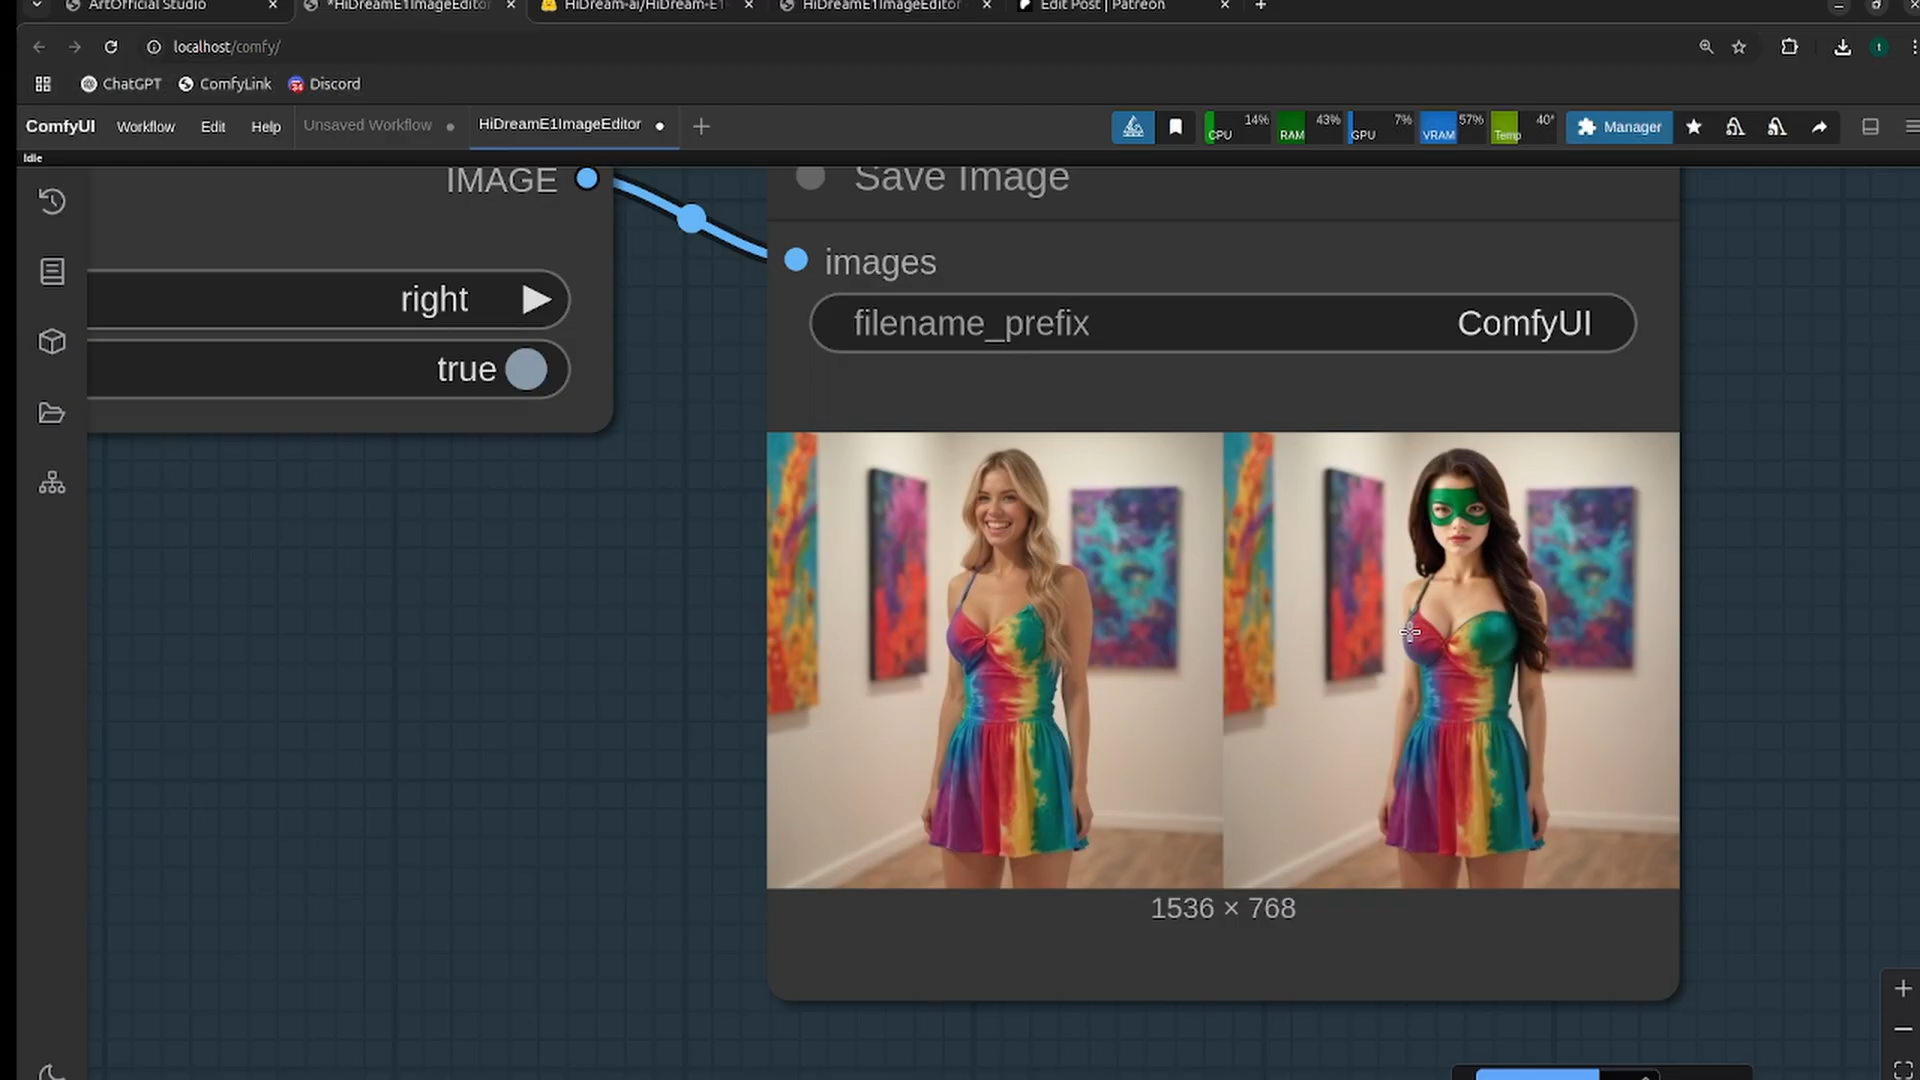 ArtOfficial Studio
*HiDreamE1ImageEditor
HiDream-ai/HiDream-E1
HiDreamE1ImageEditor
Edit Post | Patreon
localhost/comfy/
t
ChatGPT
ComfyLink
Discord
ComfyUI
Workflow
Edit
Help
Unsaved Workflow
HiDreamE1ImageEditor
CPU 14%
RAM 43%
GPU 7%
VRAM 57%
Temp 40°
Manager
Idle
IMAGE
Save Image
images
right
filename_prefix
ComfyUI
true
1536 × 768